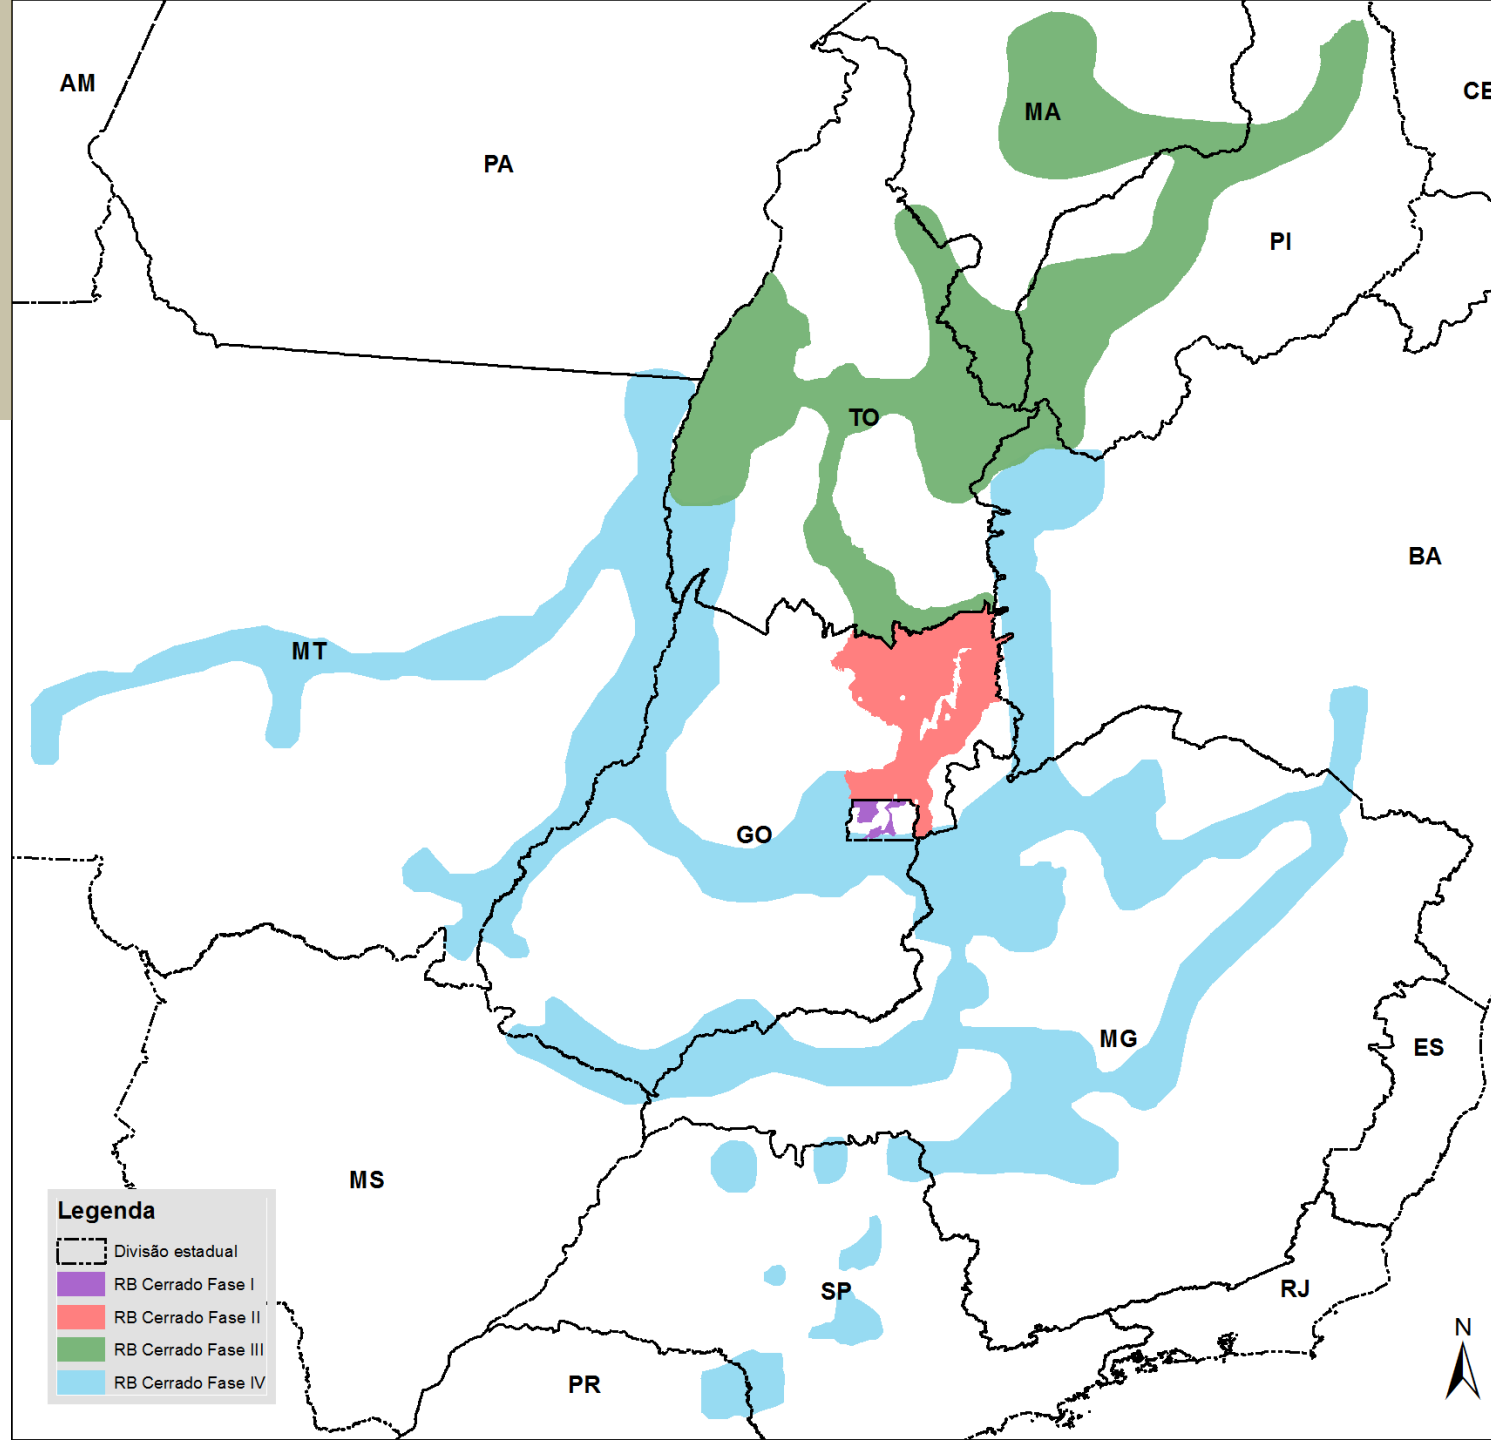 AM
CE
MA
PA
PI
TO
BA
MT
GO
MG
ES
MS
Legenda
Divisão estadual
RB Cerrado Fase I
RB Cerrado Fase II
RB Cerrado Fase III
RB Cerrado Fase IV
SP
RJ
N
PR